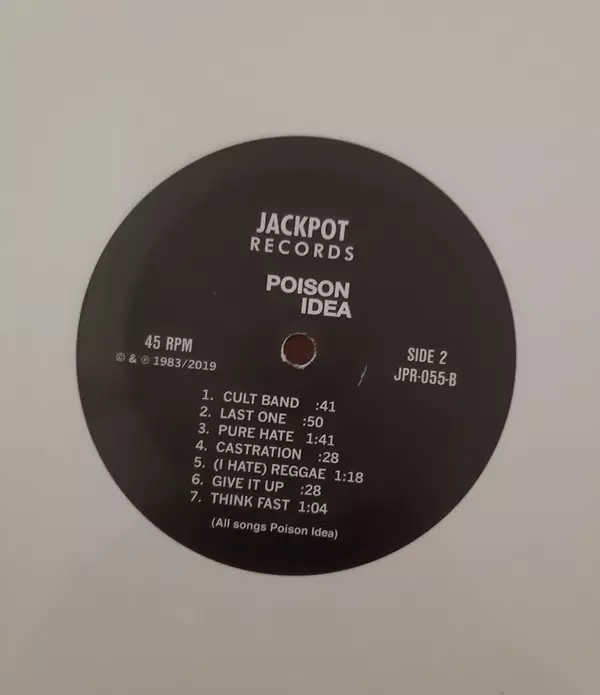 JACKPOT
RECORDS
POISON
IDEA
45 RPM
© & ℗ 1983/2019
SIDE 2
JPR-055-B
1. CULT BAND :41
2. LAST ONE :50
3. PURE HATE 1:41
4. CASTRATION :28
5. (I HATE) REGGAE 1:18
6. GIVE IT UP :28
7. THINK FAST 1:04
(All songs Poison Idea)